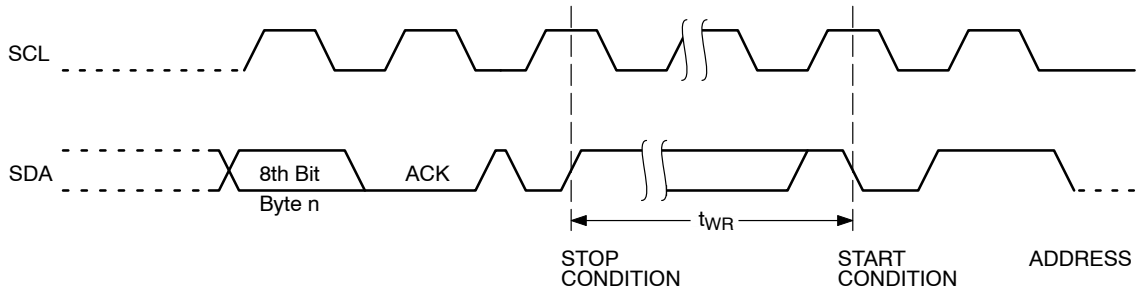 SCL
SDA
8th Bit
Byte n
ACK
tWR
STOP
CONDITION
START
CONDITION
ADDRESS